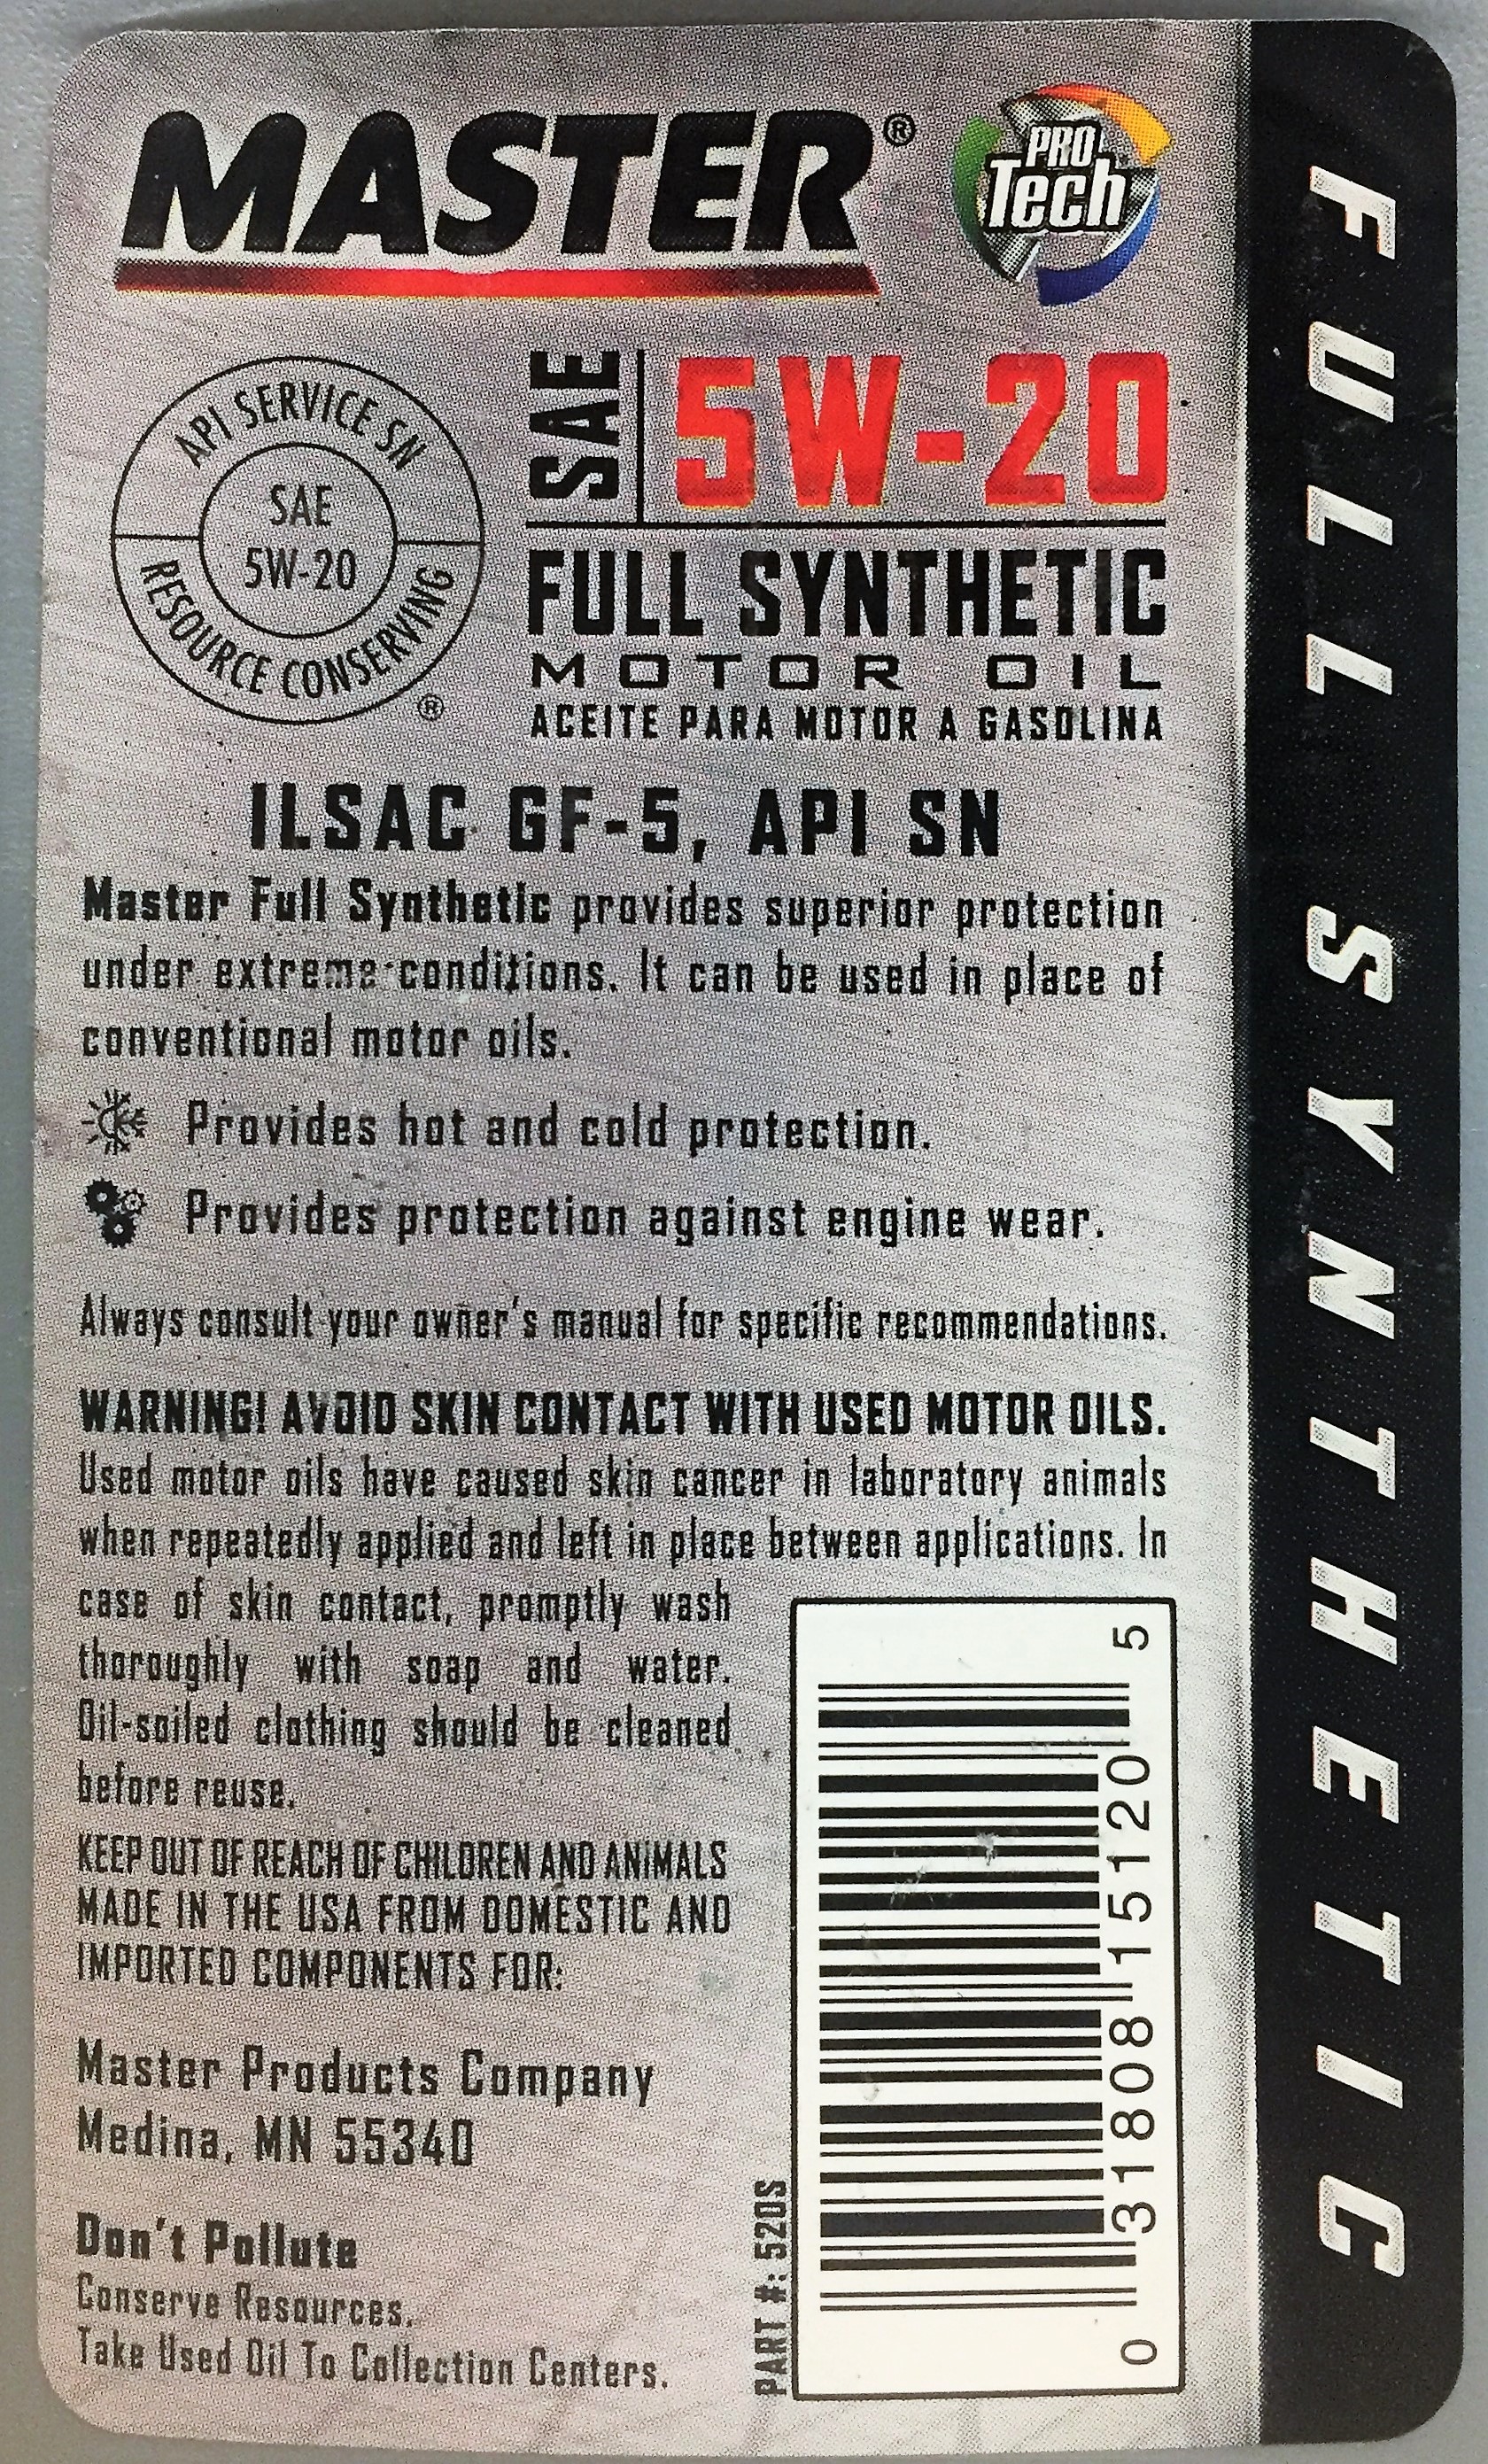 MASTER®
PRO
Tech
API SERVICE SN
SAE
5W-20
RESOURCE CONSERVING
®
SAE 5W-20
FULL SYNTHETIC
MOTOR OIL
ACEITE PARA MOTOR A GASOLINA
ILSAC GF-5, API SN
Master Full Synthetic provides superior protection
under extreme conditions. It can be used in place of
conventional motor oils.
Provides hot and cold protection.
Provides protection against engine wear.
Always consult your owner's manual for specific recommendations.
WARNING! AVOID SKIN CONTACT WITH USED MOTOR OILS.
Used motor oils have caused skin cancer in laboratory animals
when repeatedly applied and left in place between applications. In
case of skin contact, promptly wash
thoroughly with soap and water.
Oil-soiled clothing should be cleaned
before reuse.
KEEP OUT OF REACH OF CHILDREN AND ANIMALS
MADE IN THE USA FROM DOMESTIC AND
IMPORTED COMPONENTS FOR:
Master Products Company
Medina, MN 55340
Don't Pollute
Conserve Resources.
Take Used Oil To Collection Centers.
PART #: 520S
0 31808 15120 5
FULL SYNTHETIC